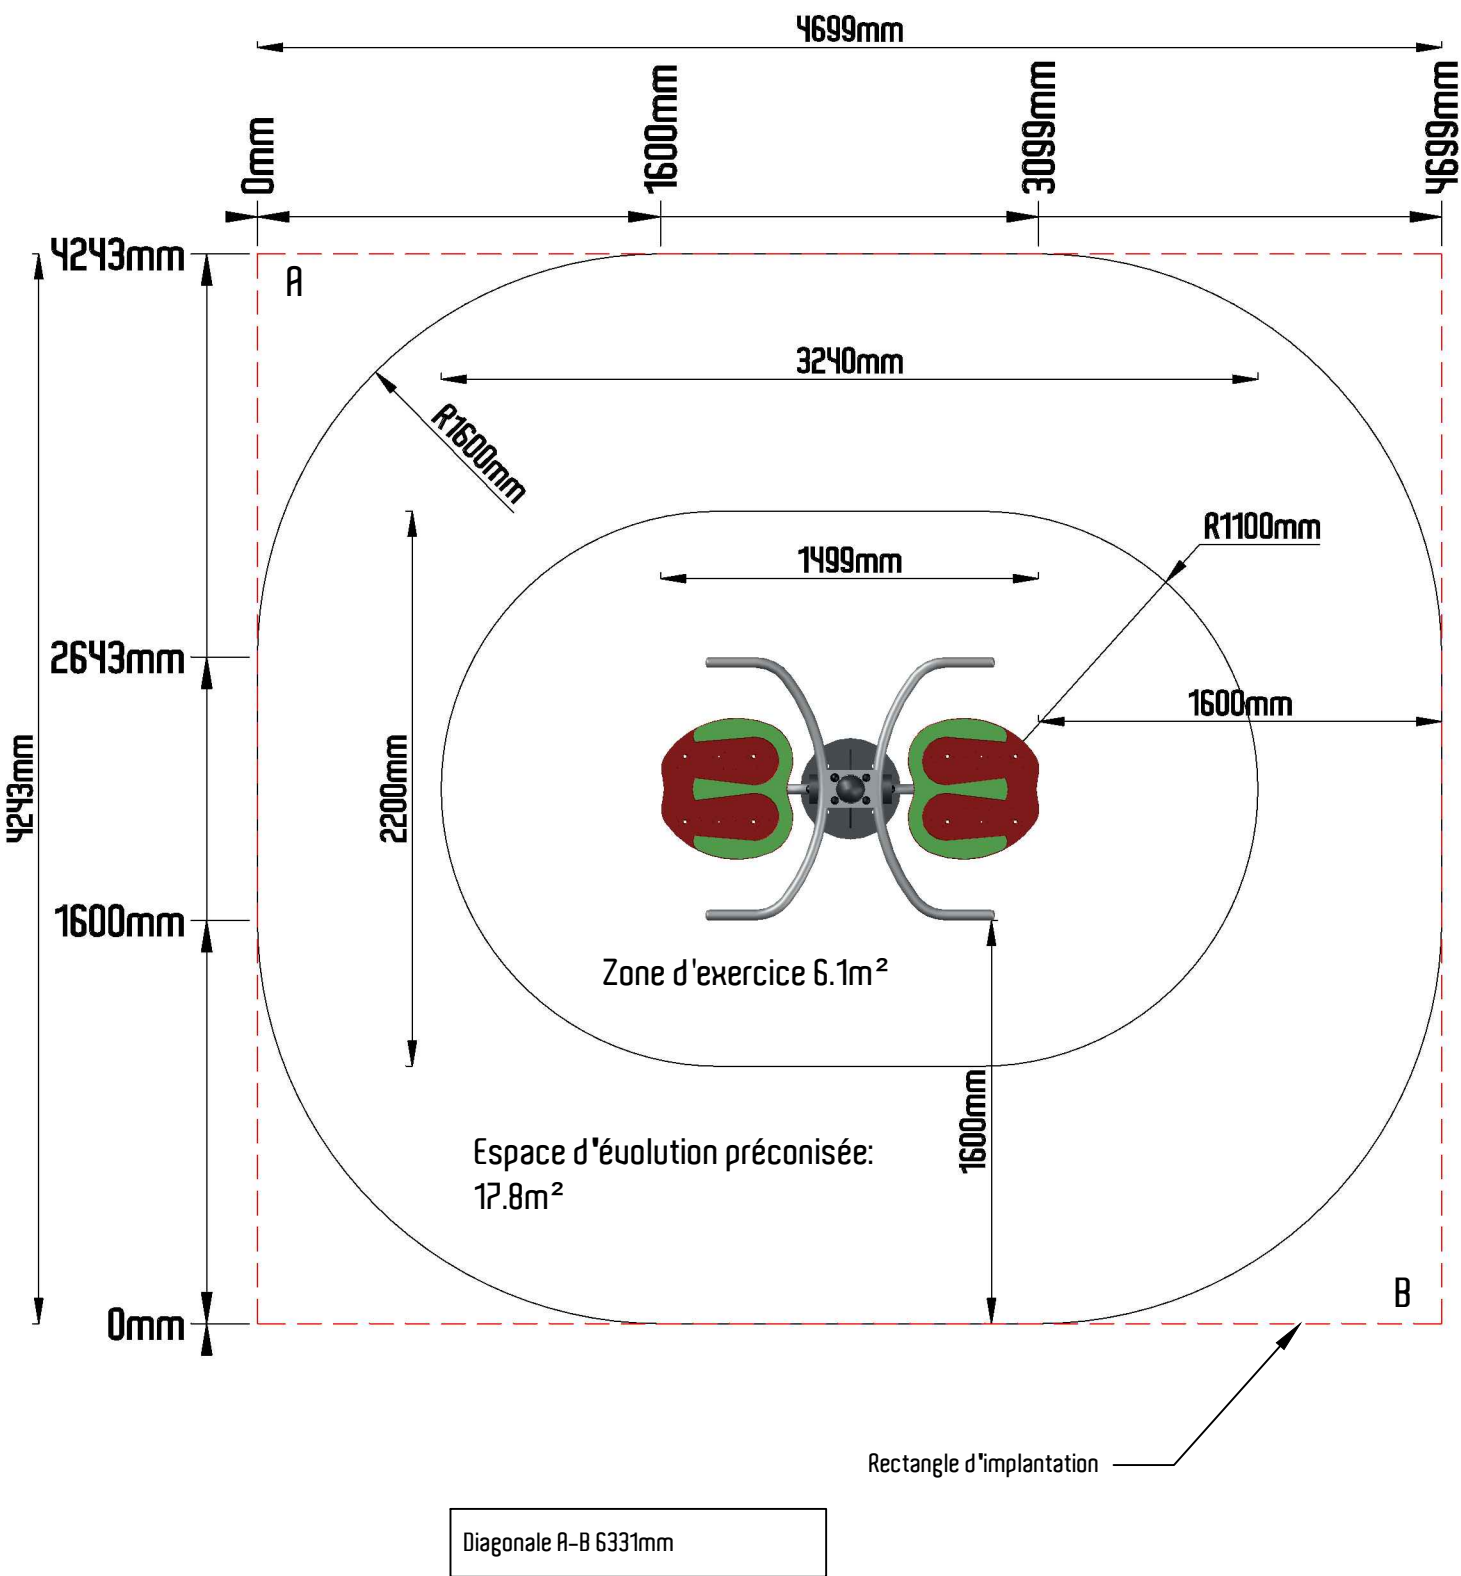 4699mm
0mm
1600mm
3099mm
4699mm
4243mm
A
3240mm
R1600mm
R1100mm
1499mm
2643mm
1600mm
4243mm
2200mm
1600mm
Zone d'exercice 6.1m²
1600mm
Espace d'évolution préconisée:
17.8m²
B
0mm
Rectangle d'implantation
Diagonale A-B 6331mm